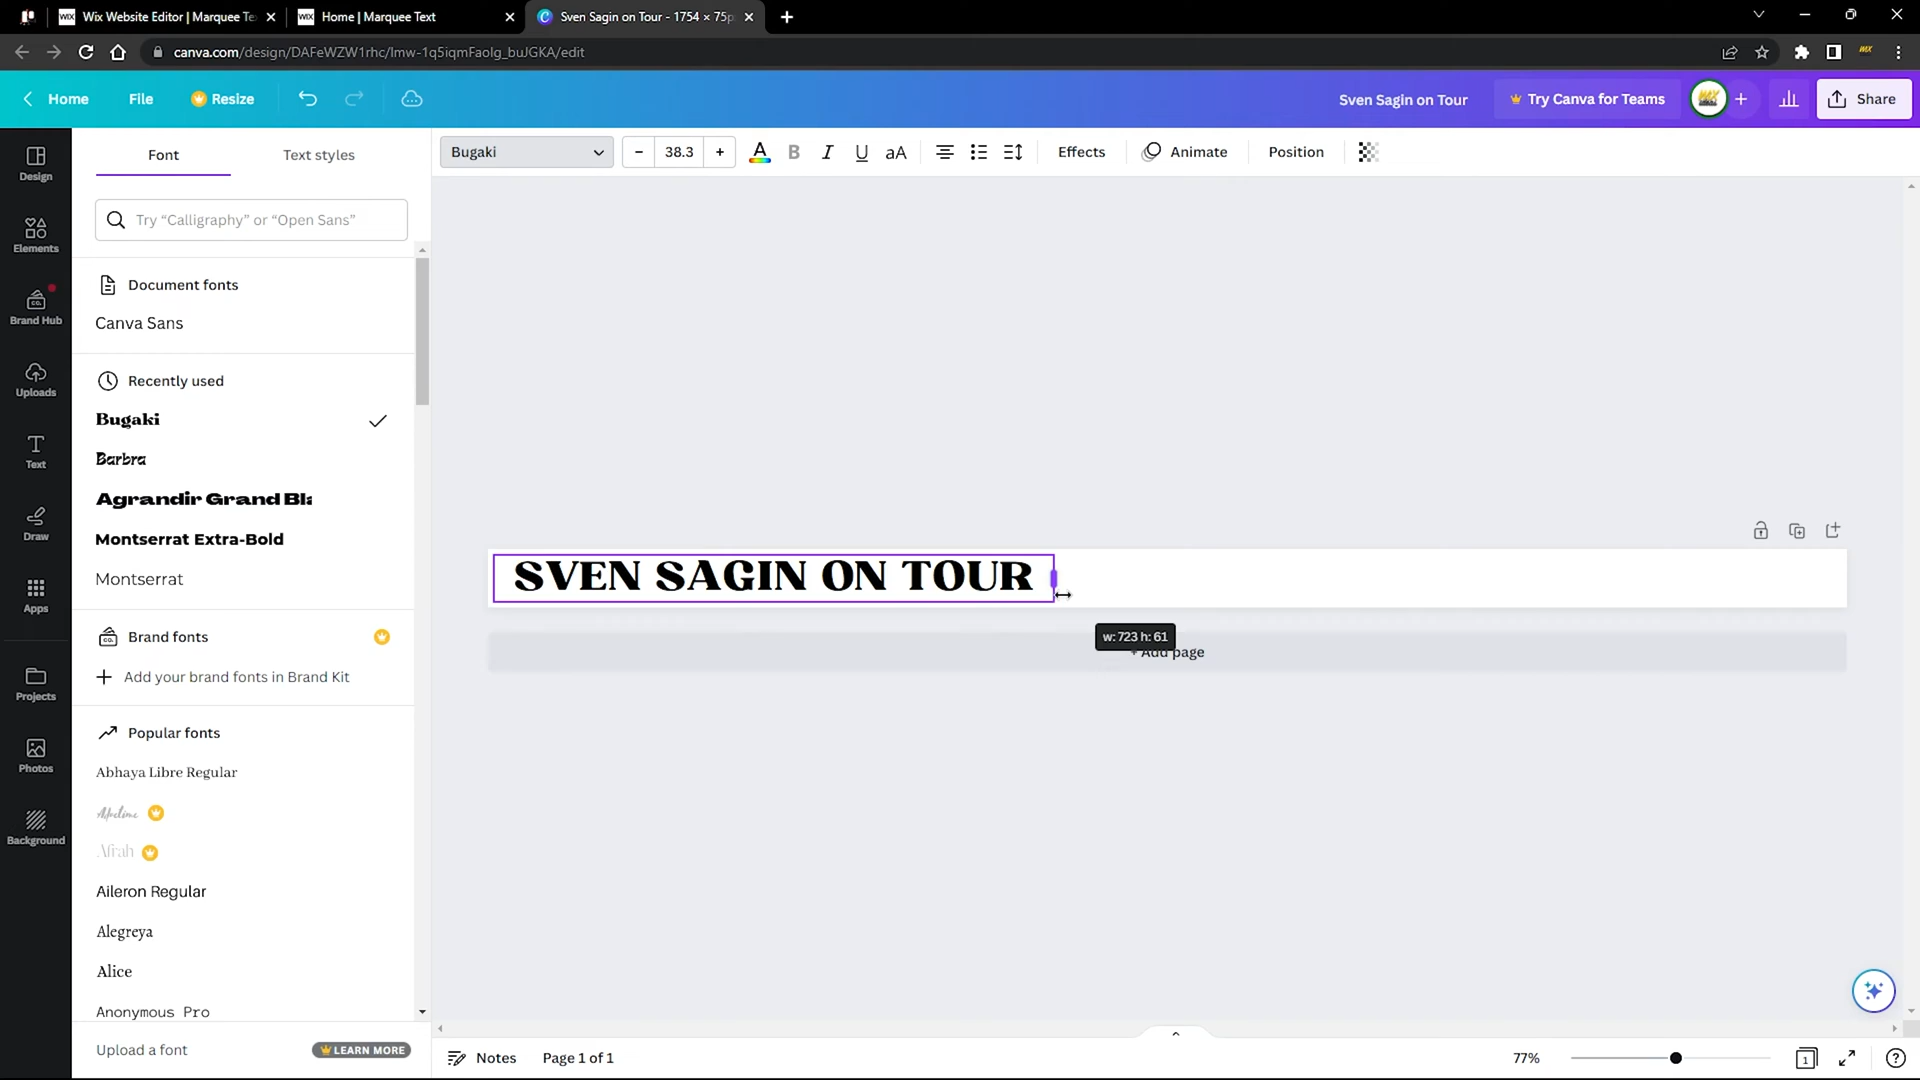 Wix Website Editor | Marquee Te
Home | Marquee Text
Sven Sagin on Tour - 1754 × 75p
canva.com/design/DAFeWZW1rhc/lmw-1q5iqmFaolg_buJGKA/edit
Home
File
Resize
Sven Sagin on Tour
Try Canva for Teams
Share
Font
Text styles
Bugaki
38.3
B
I
U
aA
Effects
Animate
Position
Design
Elements
Brand Hub
Uploads
Text
Draw
Apps
Projects
Photos
Background
Try “Calligraphy” or “Open Sans”
Document fonts
Canva Sans
Recently used
Bugaki
Barbra
Agrandir Grand Bla
Montserrat Extra-Bold
Montserrat
Brand fonts
Add your brand fonts in Brand Kit
Popular fonts
Abhaya Libre Regular
Afrah
Aileron Regular
Alegreya
Alice
Anonymous Pro
Upload a font
LEARN MORE
SVEN SAGIN ON TOUR
w: 723 h: 61
+ Add page
Notes
Page 1 of 1
77%
1